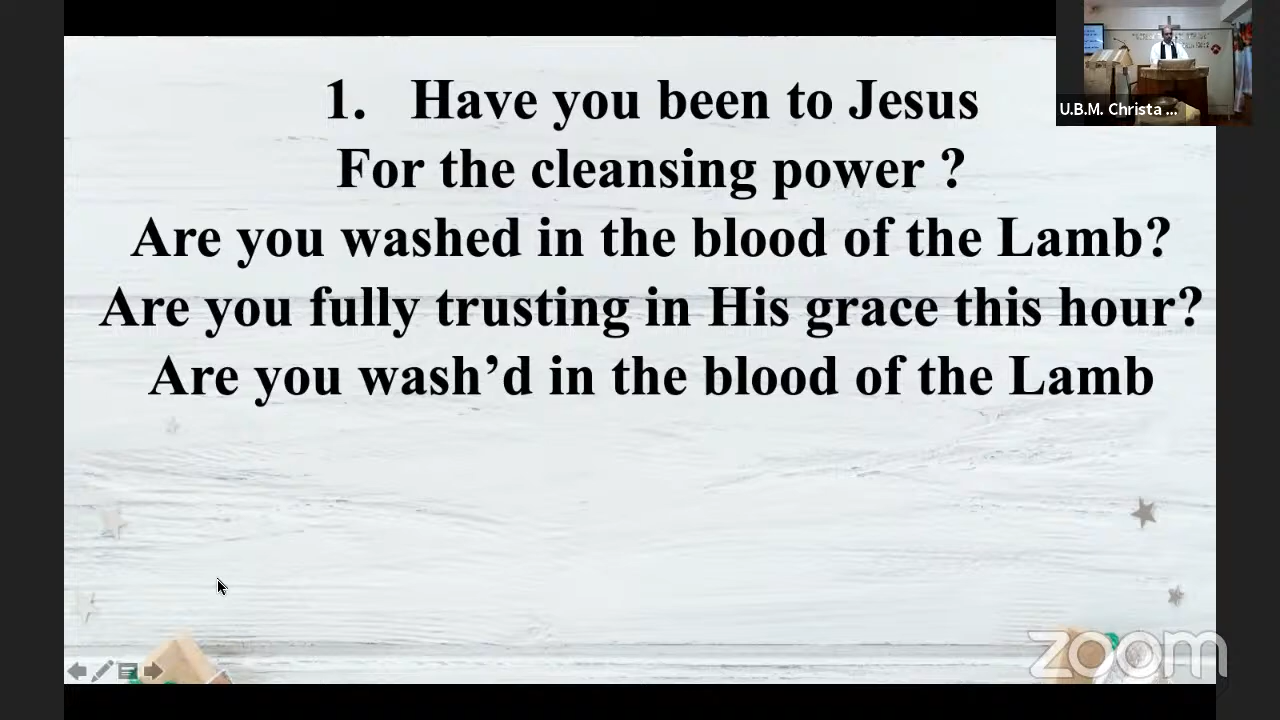 1. Have you been to Jesus
For the cleansing power ?
Are you washed in the blood of the Lamb?
Are you fully trusting in His grace this hour?
Are you wash’d in the blood of the Lamb
U.B.M. Christa ...
zoom